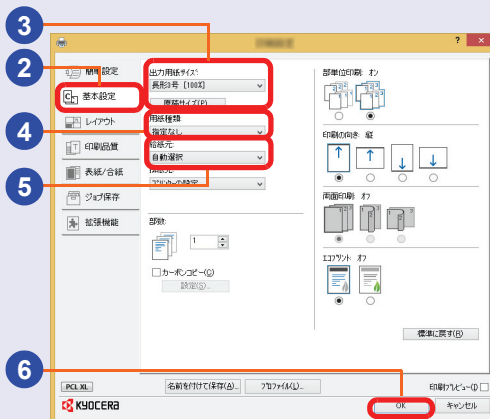 3
2
4
5
6
? ×
簡単設定
基本設定
レイアウト
印刷品質
表紙/合紙
ジョブ保存
拡張機能
出力用紙サイズ:
長形3号 [100%]
原稿サイズ(P)
用紙種類
指定なし
給紙元:
自動選択
プリンターの設定
部数:
1
カーボンコピー(G)
設定(S)...
部単位印刷: オン
印刷の向き: 縦
両面印刷: オフ
エコプリント: オフ
標準に戻す(R)
PCL XL
名前を付けて保存(A)...
プロファイル(L)...
印刷プレビュー(I)
KYOCERA
OK
キャンセル